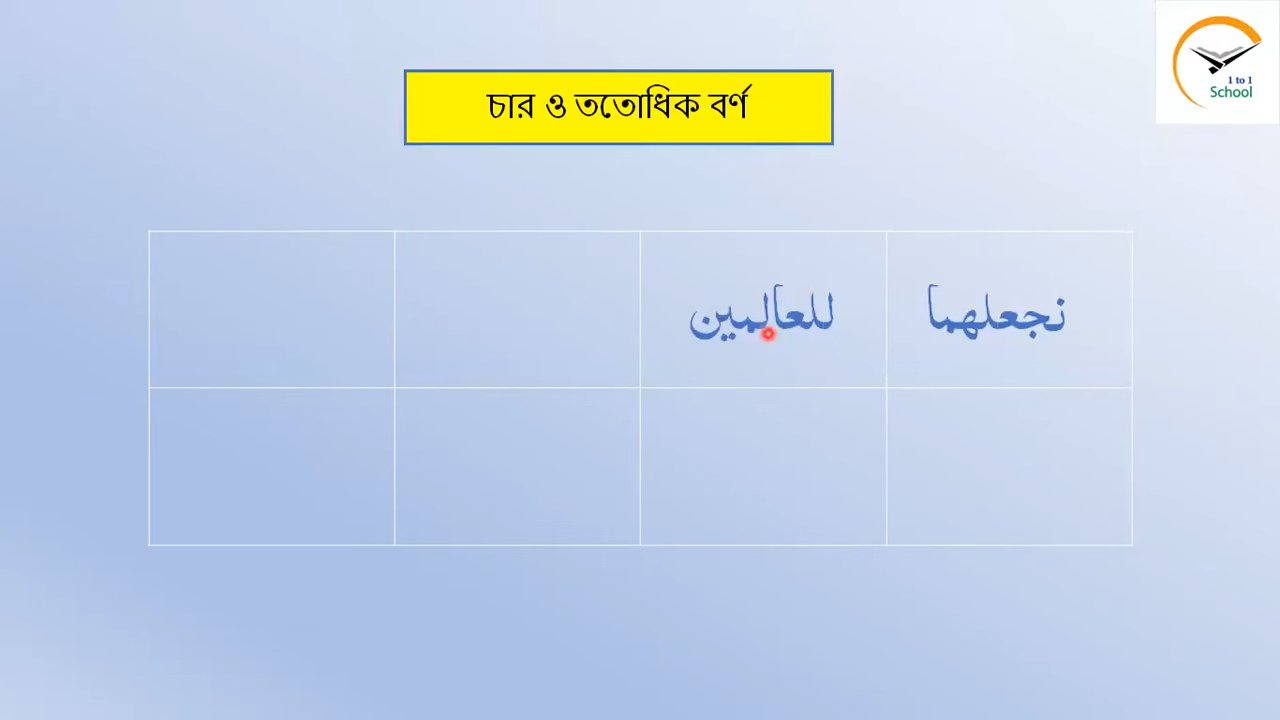 চার ও ততোধিক বর্ণ
1 to 1
School
نجعلهما
للعالمين